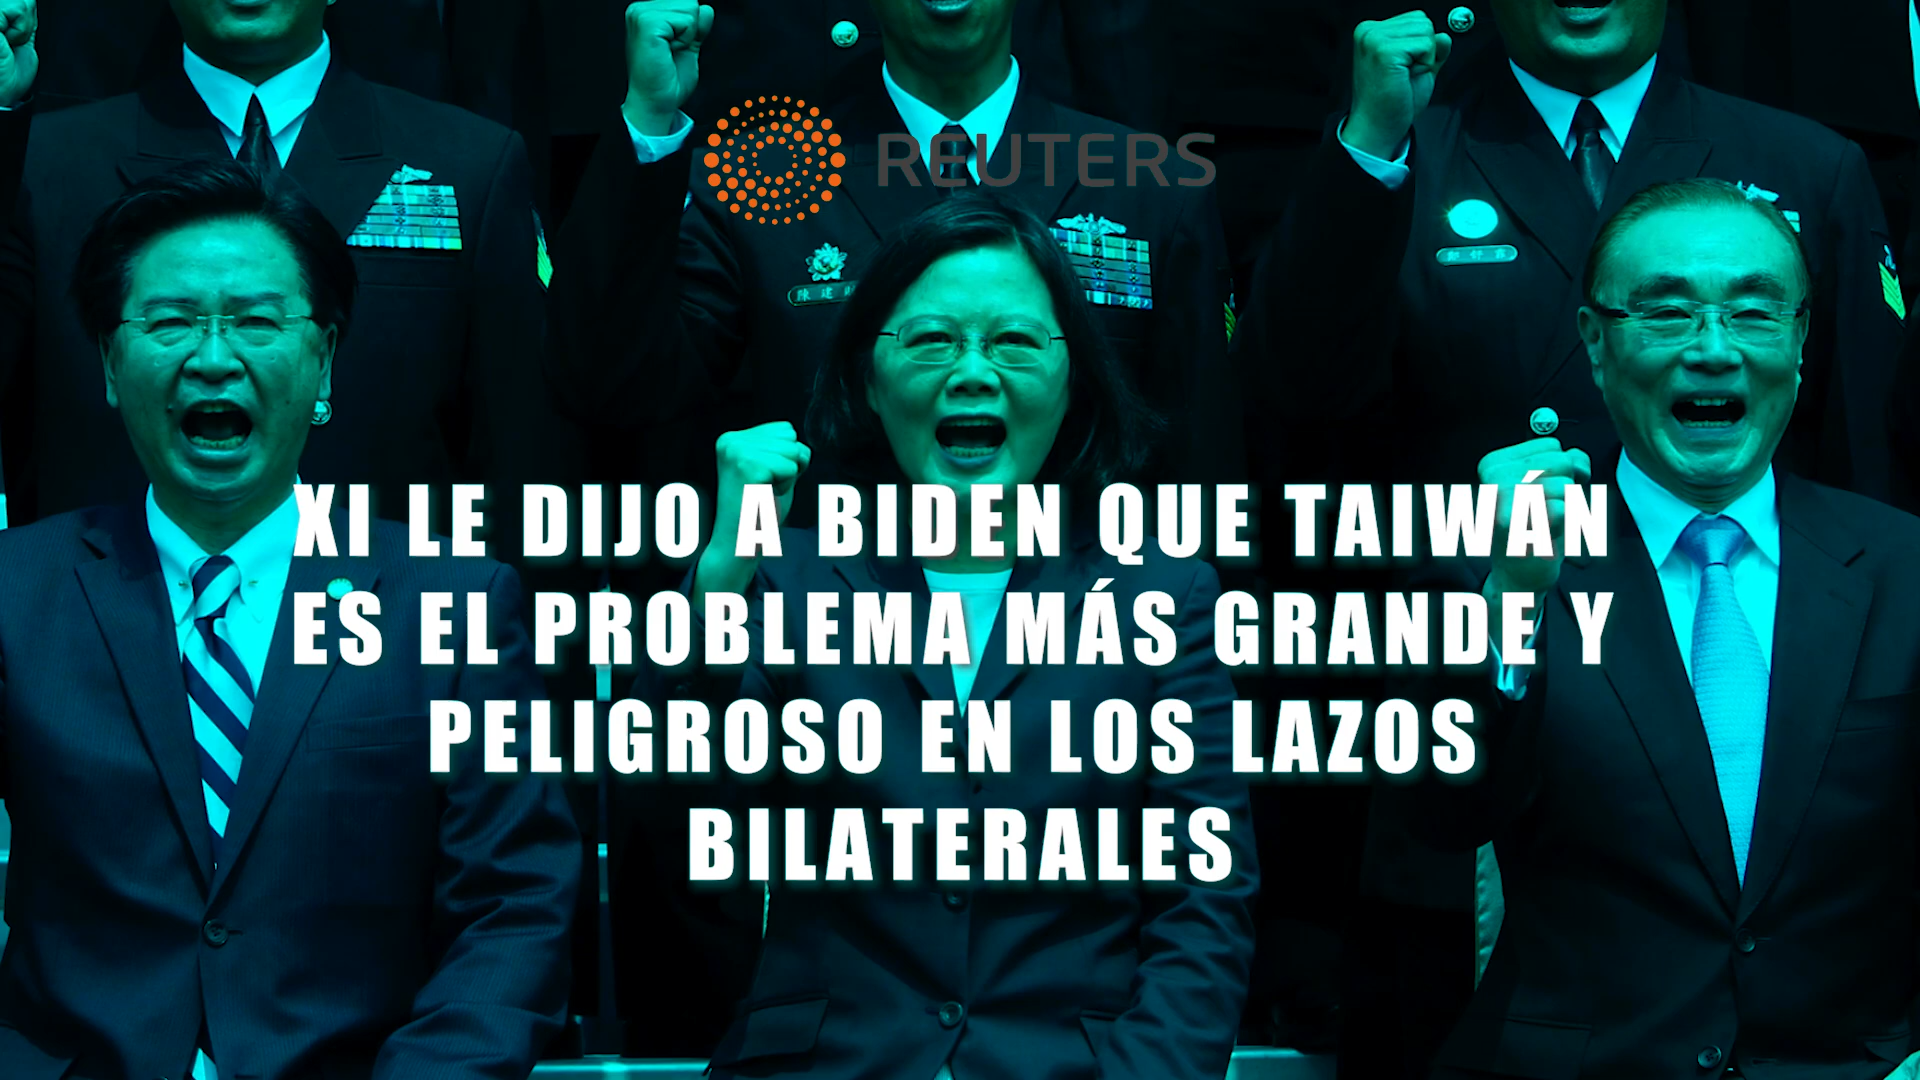 REUTERS
XI LE DIJO A BIDEN QUE TAIWÁN
ES EL PROBLEMA MÁS GRANDE Y
PELIGROSO EN LOS LAZOS
BILATERALES